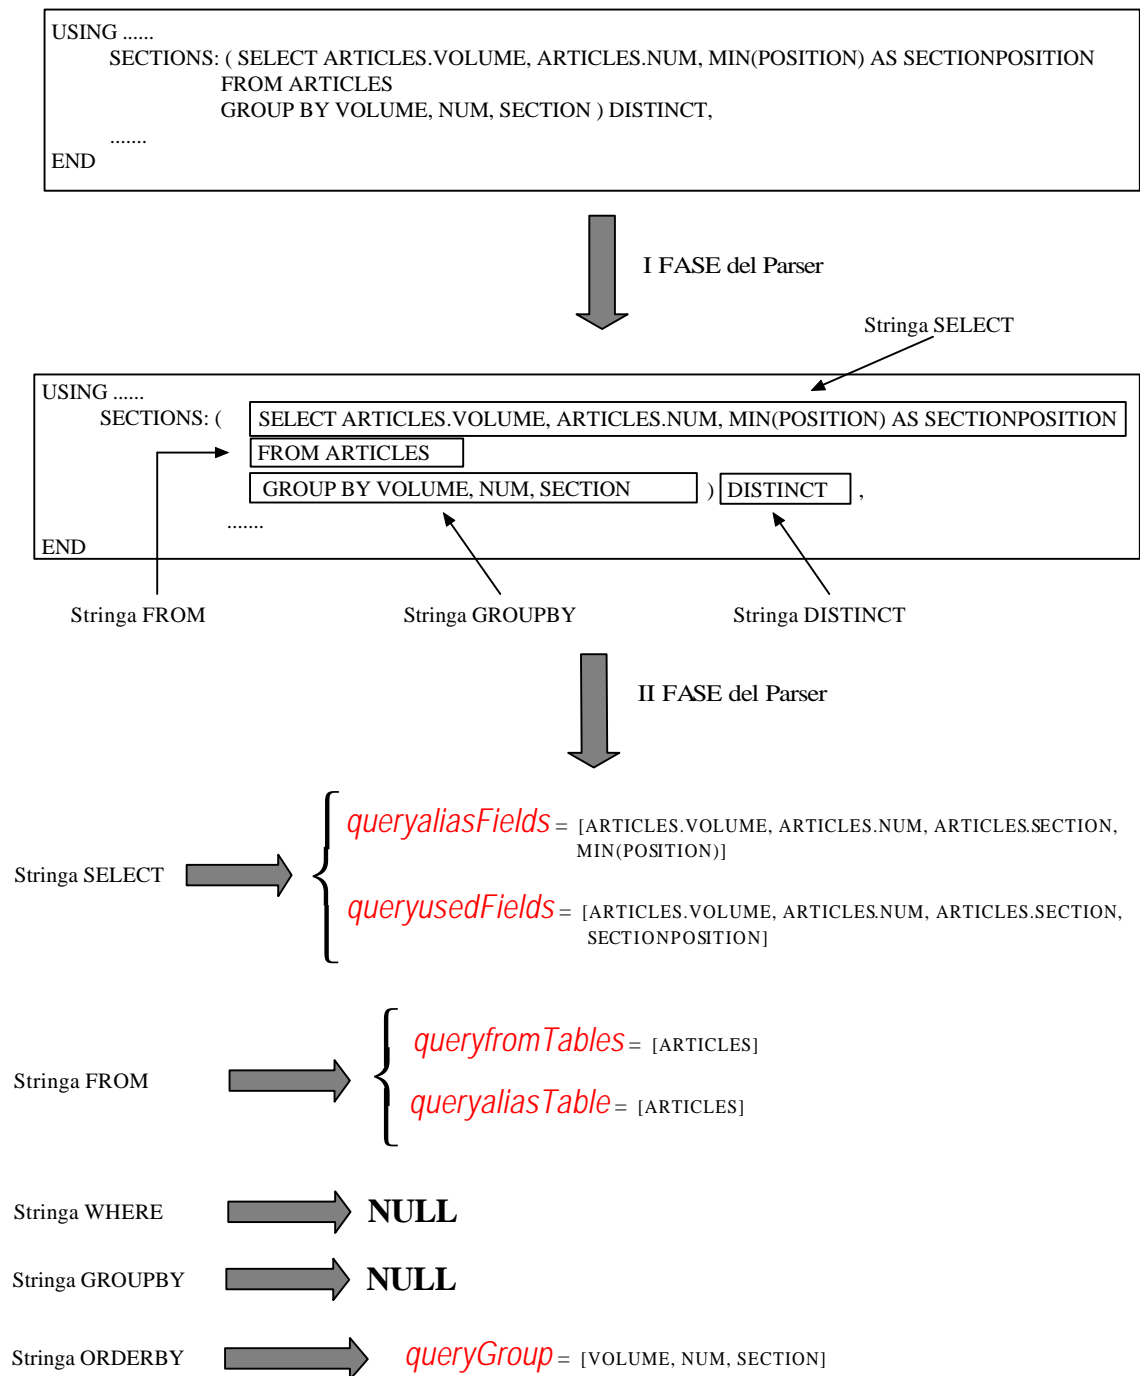 USING ......
SECTIONS: ( SELECT ARTICLES.VOLUME, ARTICLES.NUM, MIN(POSITION) AS SECTIONPOSITION
FROM ARTICLES
GROUP BY VOLUME, NUM, SECTION ) DISTINCT,
.......
END
I FASE del Parser
Stringa SELECT
USING ......
SECTIONS: ( SELECT ARTICLES.VOLUME, ARTICLES.NUM, MIN(POSITION) AS SECTIONPOSITION
FROM ARTICLES
GROUP BY VOLUME, NUM, SECTION ) DISTINCT ,
.......
END
Stringa FROM Stringa GROUPBY Stringa DISTINCT
II FASE del Parser
queryaliasFields = [ARTICLES.VOLUME, ARTICLES.NUM, ARTICLES.SECTION,
MIN(POSITION)]
Stringa SELECT
queryusedFields = [ARTICLES.VOLUME, ARTICLES.NUM, ARTICLES.SECTION,
SECTIONPOSITION]
queryfromTables = [ARTICLES]
Stringa FROM
queryaliasTable = [ARTICLES]
Stringa WHERE NULL
Stringa GROUPBY NULL
Stringa ORDERBY queryGroup = [VOLUME, NUM, SECTION]